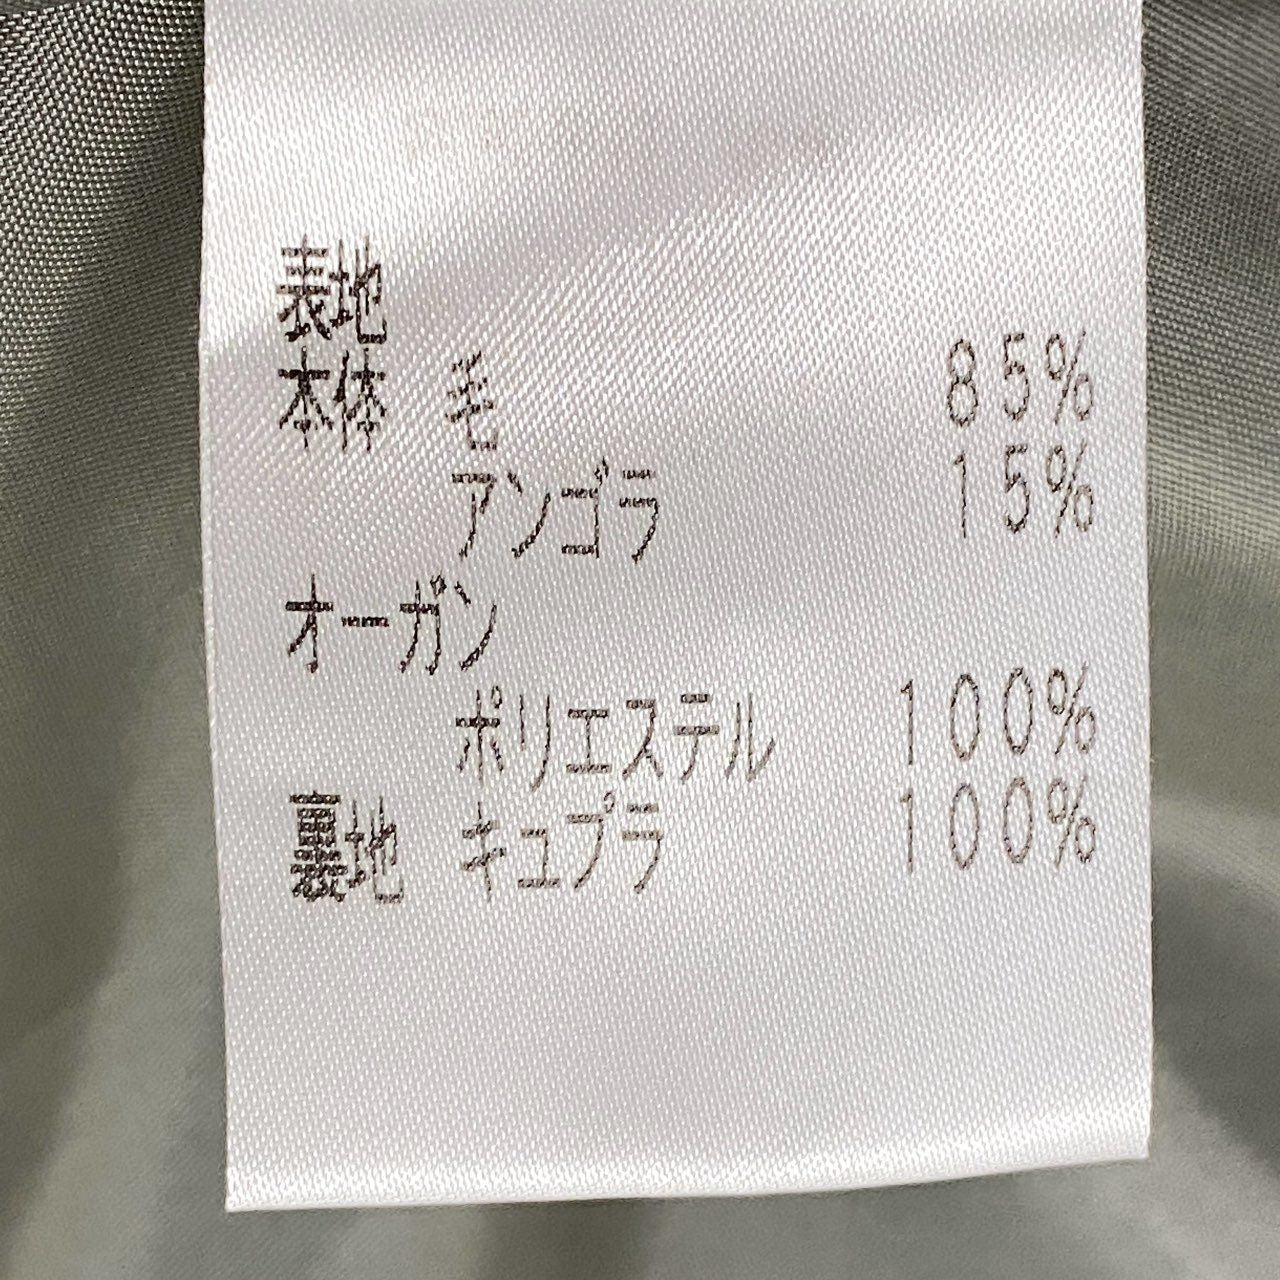 表地
本体 毛 85%
アンゴラ 15%
オーガン
ポリエステル 100%
裏地 キュプラ 100%